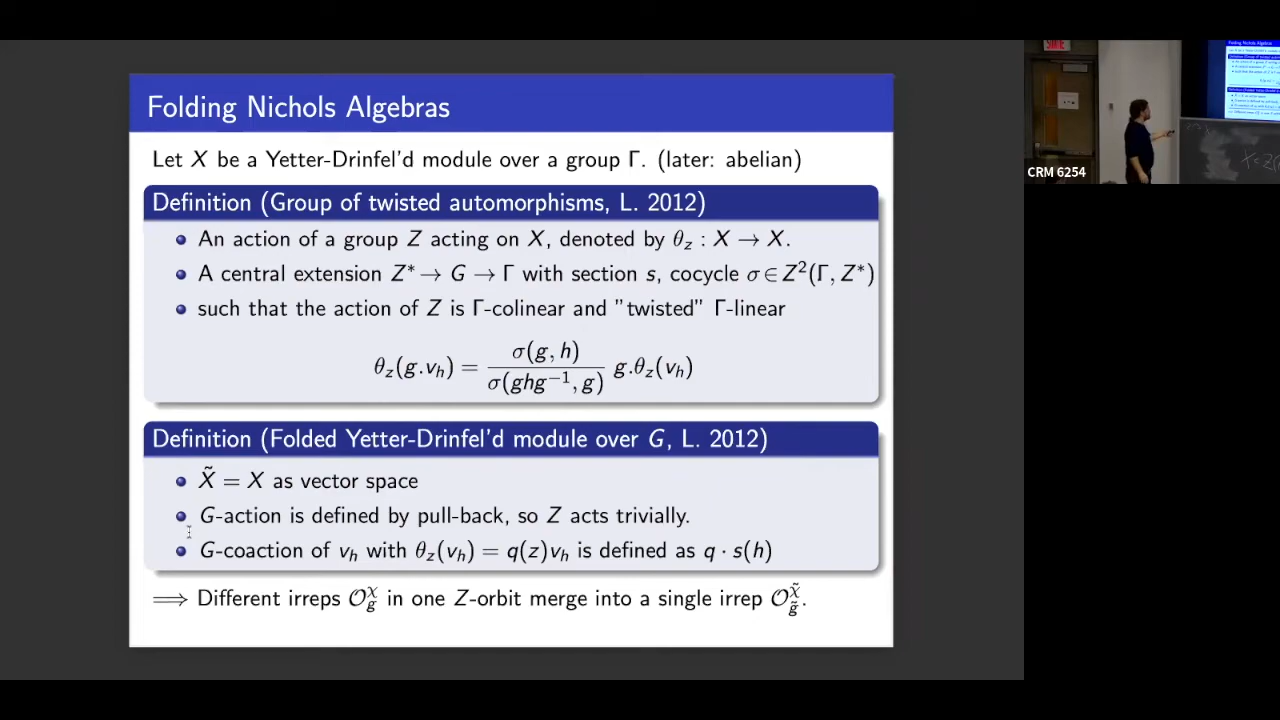 Folding Nichols Algebras
Let X be a Yetter-Drinfel'd module over a group Γ. (later: abelian)
Definition (Group of twisted automorphisms, L. 2012)
An action of a group Z acting on X, denoted by θ_z : X → X.
A central extension Z* → G → Γ with section s, cocycle σ ∈ Z²(Γ, Z*)
such that the action of Z is Γ-colinear and "twisted" Γ-linear
θ_z(g.v_h) = σ(g, h) / σ(ghg⁻¹, g) g.θ_z(v_h)
Definition (Folded Yetter-Drinfel'd module over G, L. 2012)
X̃ = X as vector space
G-action is defined by pull-back, so Z acts trivially.
G-coaction of v_h with θ_z(v_h) = q(z)v_h is defined as q · s(h)
⟹ Different irreps 𝒪_g^χ in one Z-orbit merge into a single irrep 𝒪_g̃^χ̃.
CRM 6254